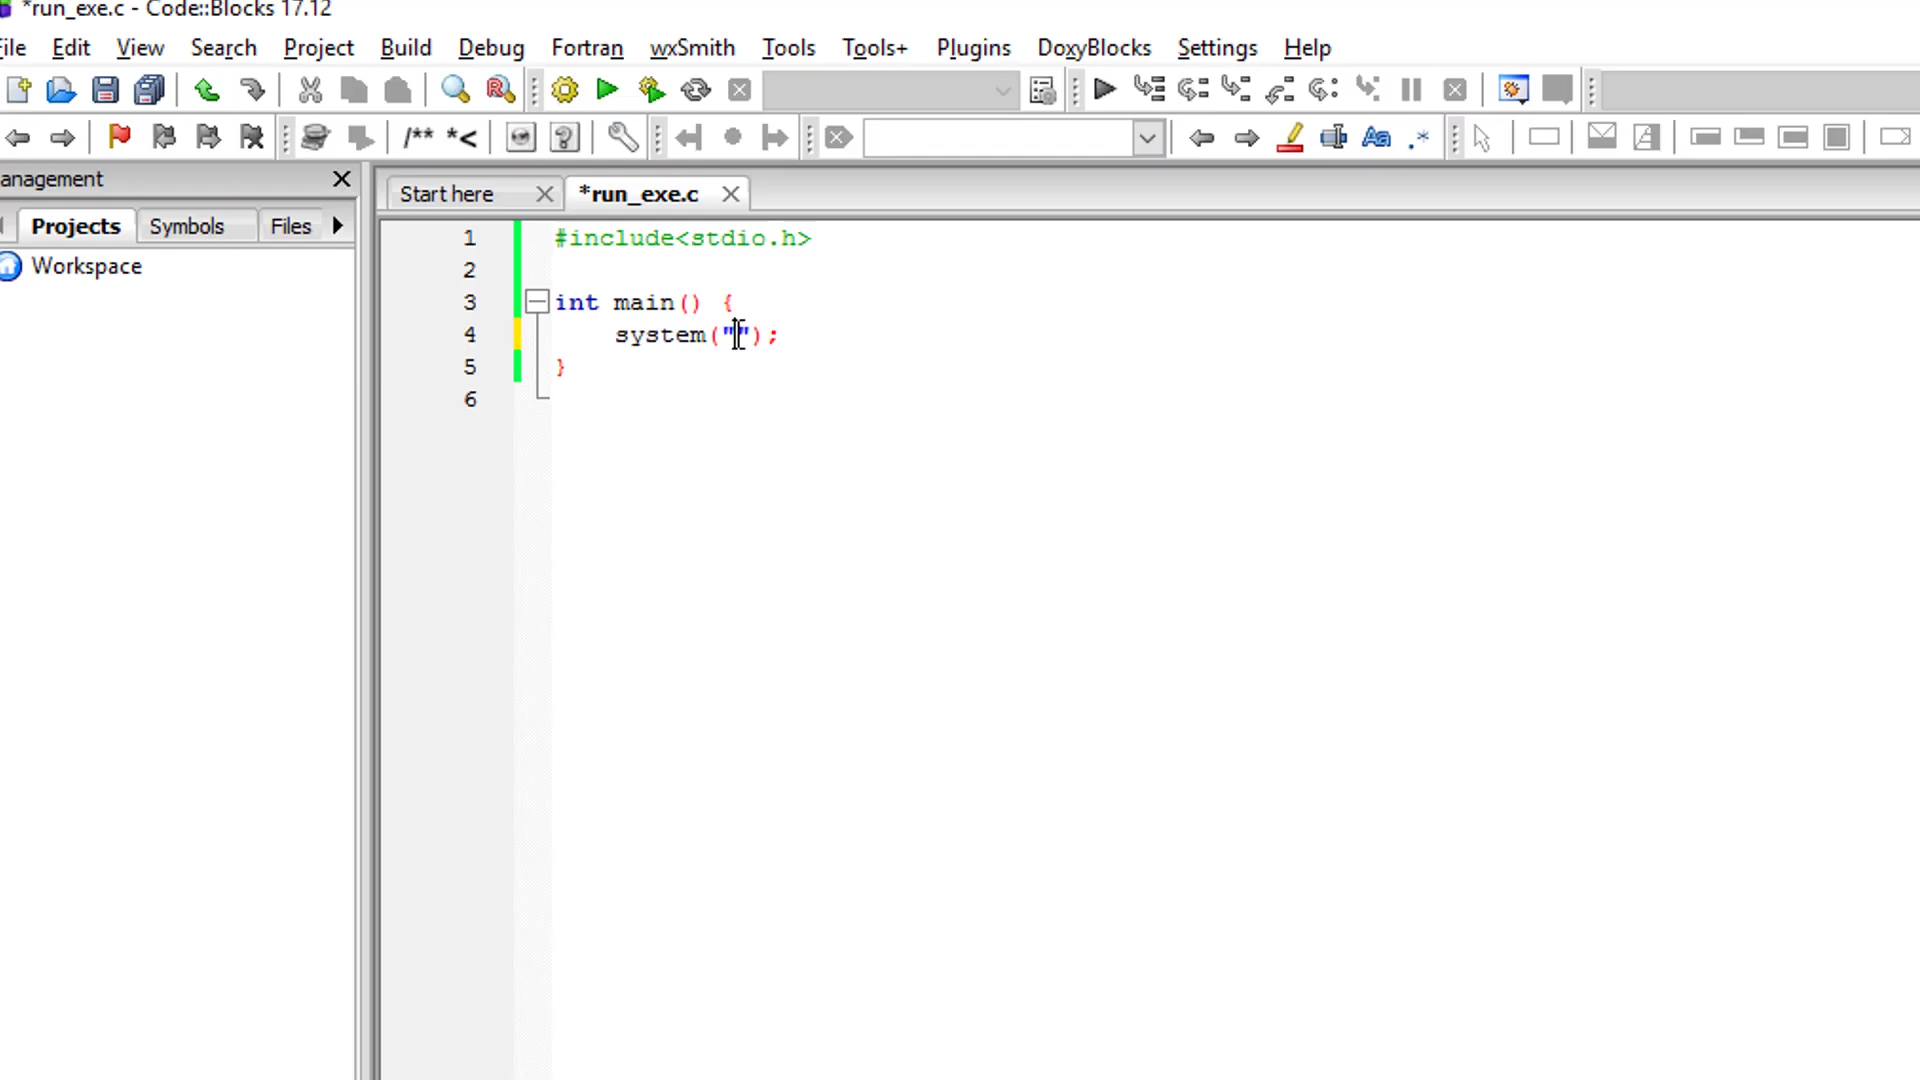 *run_exe.c - Code::Blocks 17.12
File Edit View Search Project Build Debug Fortran wxSmith Tools Tools+ Plugins DoxyBlocks Settings Help
/** *<
Aa .*
anagement
Projects Symbols Files
Workspace
Start here *run_exe.c
1 #include<stdio.h>
2
3 int main() {
4 system("");
5 }
6